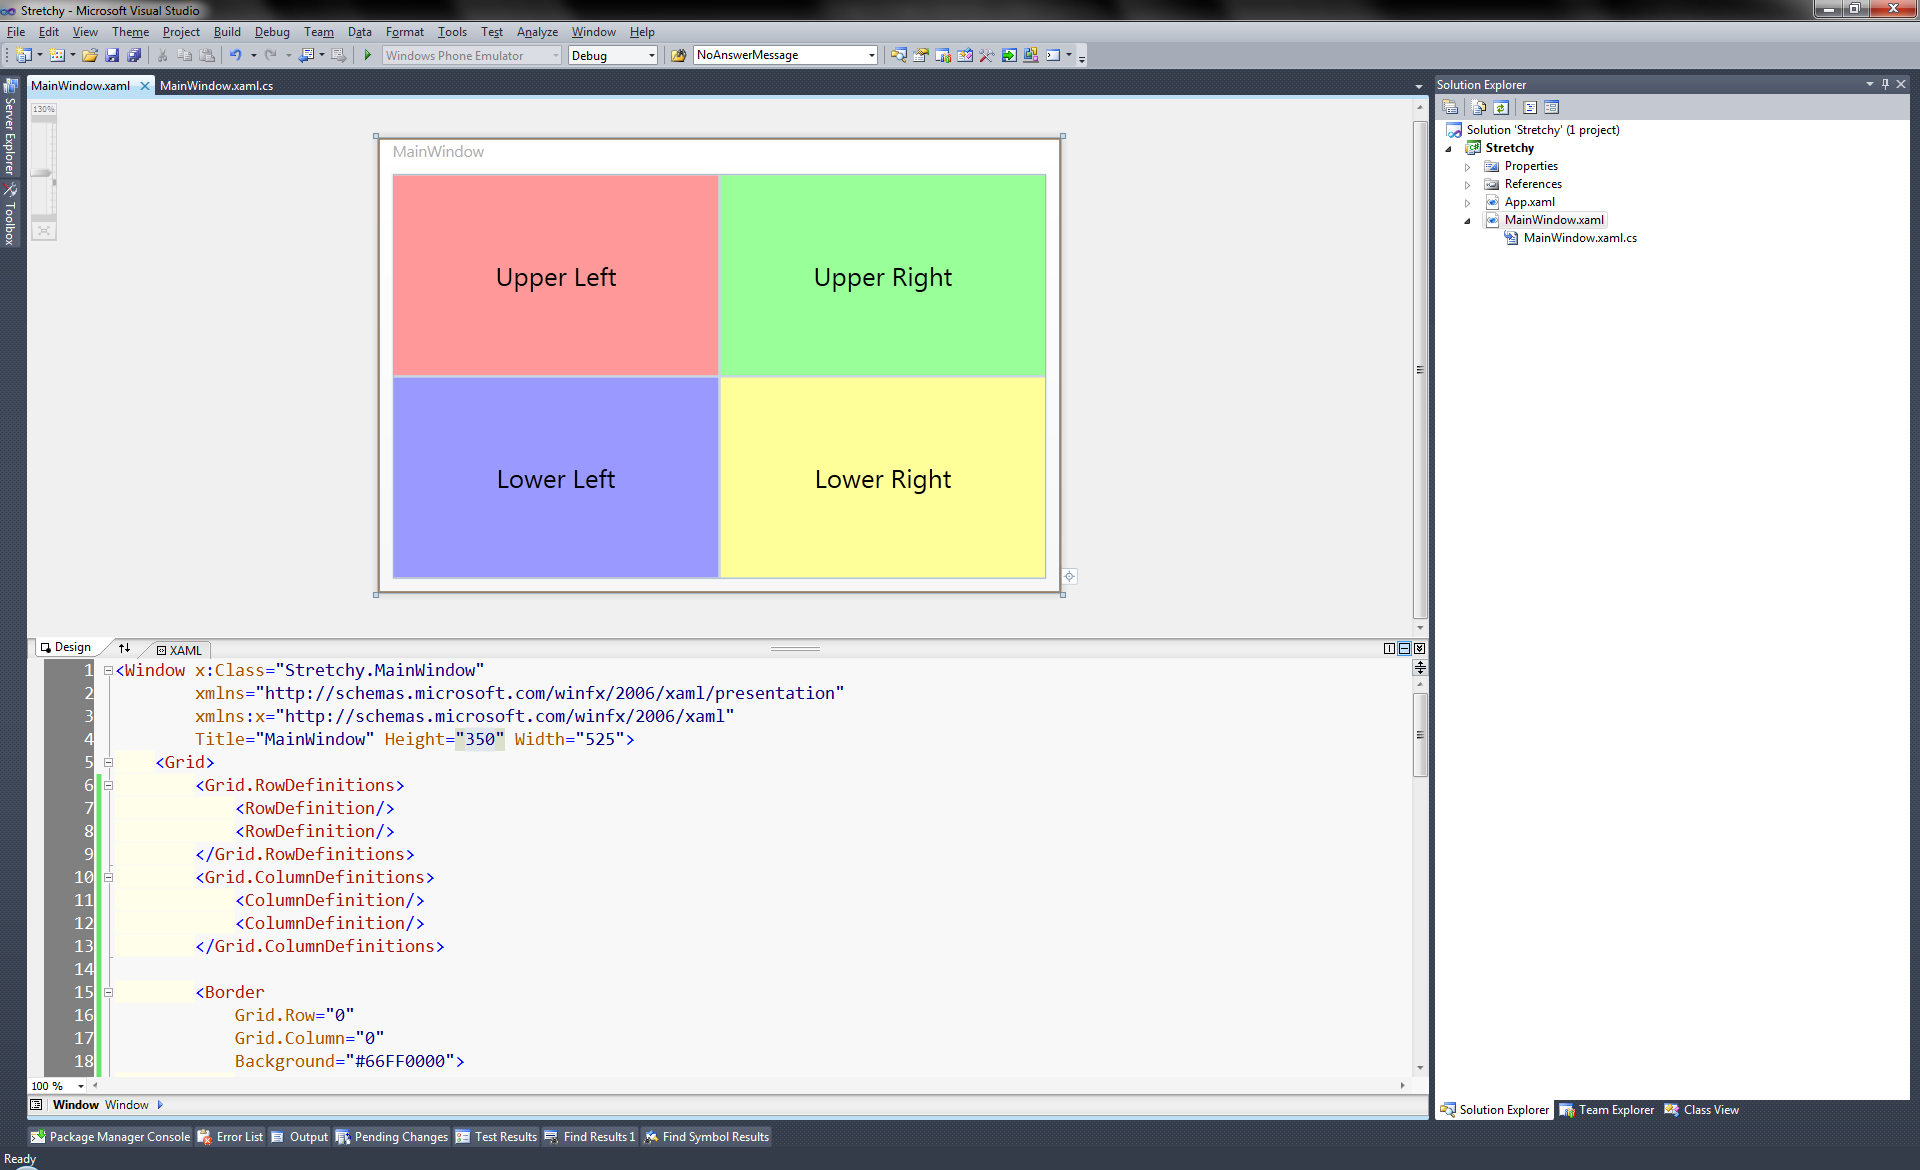 Stretchy - Microsoft Visual Studio
File Edit View Theme Project Build Debug Team Data Format Tools Test Analyze Window Help
Windows Phone Emulator Debug NoAnswerMessage
Server Explorer
Toolbox
MainWindow.xaml MainWindow.xaml.cs
130%
MainWindow
Upper Left Upper Right
Lower Left Lower Right
Design XAML
1 <Window x:Class="Stretchy.MainWindow"
2 xmlns="http://schemas.microsoft.com/winfx/2006/xaml/presentation"
3 xmlns:x="http://schemas.microsoft.com/winfx/2006/xaml"
4 Title="MainWindow" Height="350" Width="525">
5 <Grid>
6 <Grid.RowDefinitions>
7 <RowDefinition/>
8 <RowDefinition/>
9 </Grid.RowDefinitions>
10 <Grid.ColumnDefinitions>
11 <ColumnDefinition/>
12 <ColumnDefinition/>
13 </Grid.ColumnDefinitions>
14
15 <Border
16 Grid.Row="0"
17 Grid.Column="0"
18 Background="#66FF0000">
100 %
Window Window
Solution Explorer
Solution 'Stretchy' (1 project)
Stretchy
Properties
References
App.xaml
MainWindow.xaml
MainWindow.xaml.cs
Solution Explorer Team Explorer Class View
Package Manager Console Error List Output Pending Changes Test Results Find Results 1 Find Symbol Results
Ready